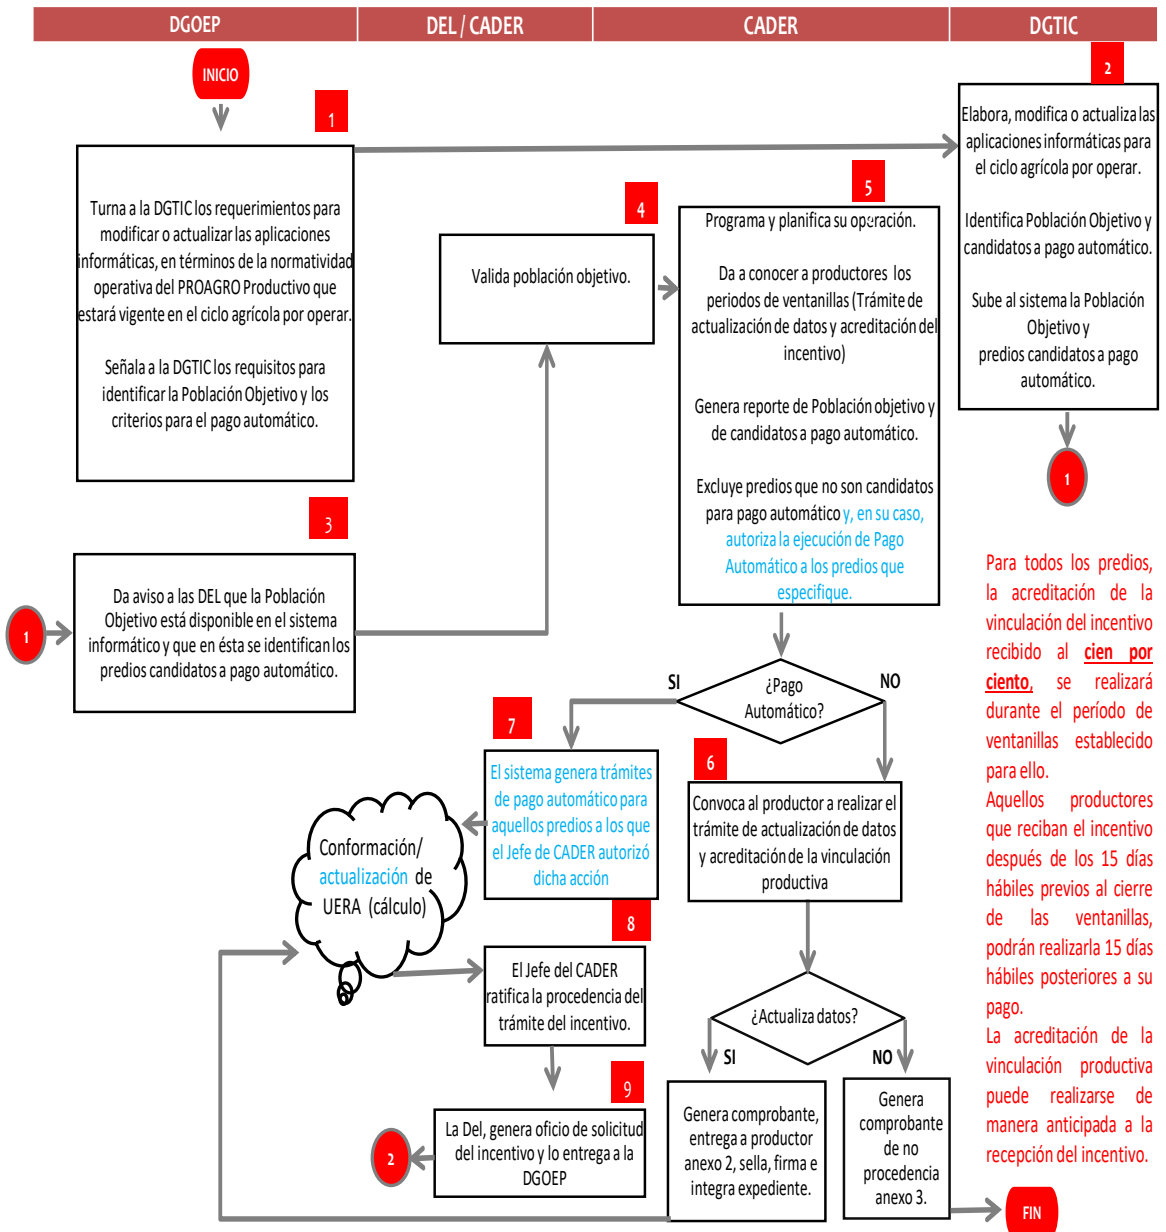 DGOEP
DEL / CADER
CADER
DGTIC
INICIO
1
Turna a la DGTIC los requerimientos para
modificar o actualizar las aplicaciones
informáticas, en términos de la normatividad
operativa del PROAGRO Productivo que
estará vigente en el ciclo agrícola por operar.
Señala a la DGTIC los requisitos para
identificar la Población Objetivo y los
criterios para el pago automático.
2
Elabora, modifica o actualiza las
aplicaciones informáticas para
el ciclo agrícola por operar.
Identifica Población Objetivo y
candidatos a pago automático.
Sube al sistema la Población
Objetivo y
predios candidatos a pago
automático.
1
3
1
Da aviso a las DEL que la Población
Objetivo está disponible en el sistema
informático y que en ésta se identifican los
predios candidatos a pago automático.
4
Valida población objetivo.
5
Programa y planifica su operación.
Da a conocer a productores los
periodos de ventanillas (Trámite de
actualización de datos y acreditación del
incentivo)
Genera reporte de Población objetivo y
de candidatos a pago automático.
Excluye predios que no son candidatos
para pago automático y, en su caso,
autoriza la ejecución de Pago
Automático a los predios que
especifique.
¿Pago
Automático?
SI
NO
7
El sistema genera trámites
de pago automático para
aquellos predios a los que
el Jefe de CADER autorizó
dicha acción
6
Convoca al productor a realizar el
trámite de actualización de datos
y acreditación de la vinculación
productiva
Conformación/
actualización de
UERA (cálculo)
8
El Jefe del CADER
ratifica la procedencia del
trámite del incentivo.
9
La Del, genera oficio de solicitud
del incentivo y lo entrega a la
DGOEP
2
¿Actualiza datos?
SI
NO
Genera comprobante,
entrega a productor
anexo 2, sella, firma e
integra expediente.
Genera
comprobante
de no
procedencia
anexo 3.
FIN
Para todos los predios,
la acreditación de la
vinculación del incentivo
recibido al cien por
ciento, se realizará
durante el período de
ventanillas establecido
para ello.
Aquellos productores
que reciban el incentivo
después de los 15 días
hábiles previos al cierre
de las ventanillas,
podrán realizarla 15 días
hábiles posteriores a su
pago.
La acreditación de la
vinculación productiva
puede realizarse de
manera anticipada a la
recepción del incentivo.